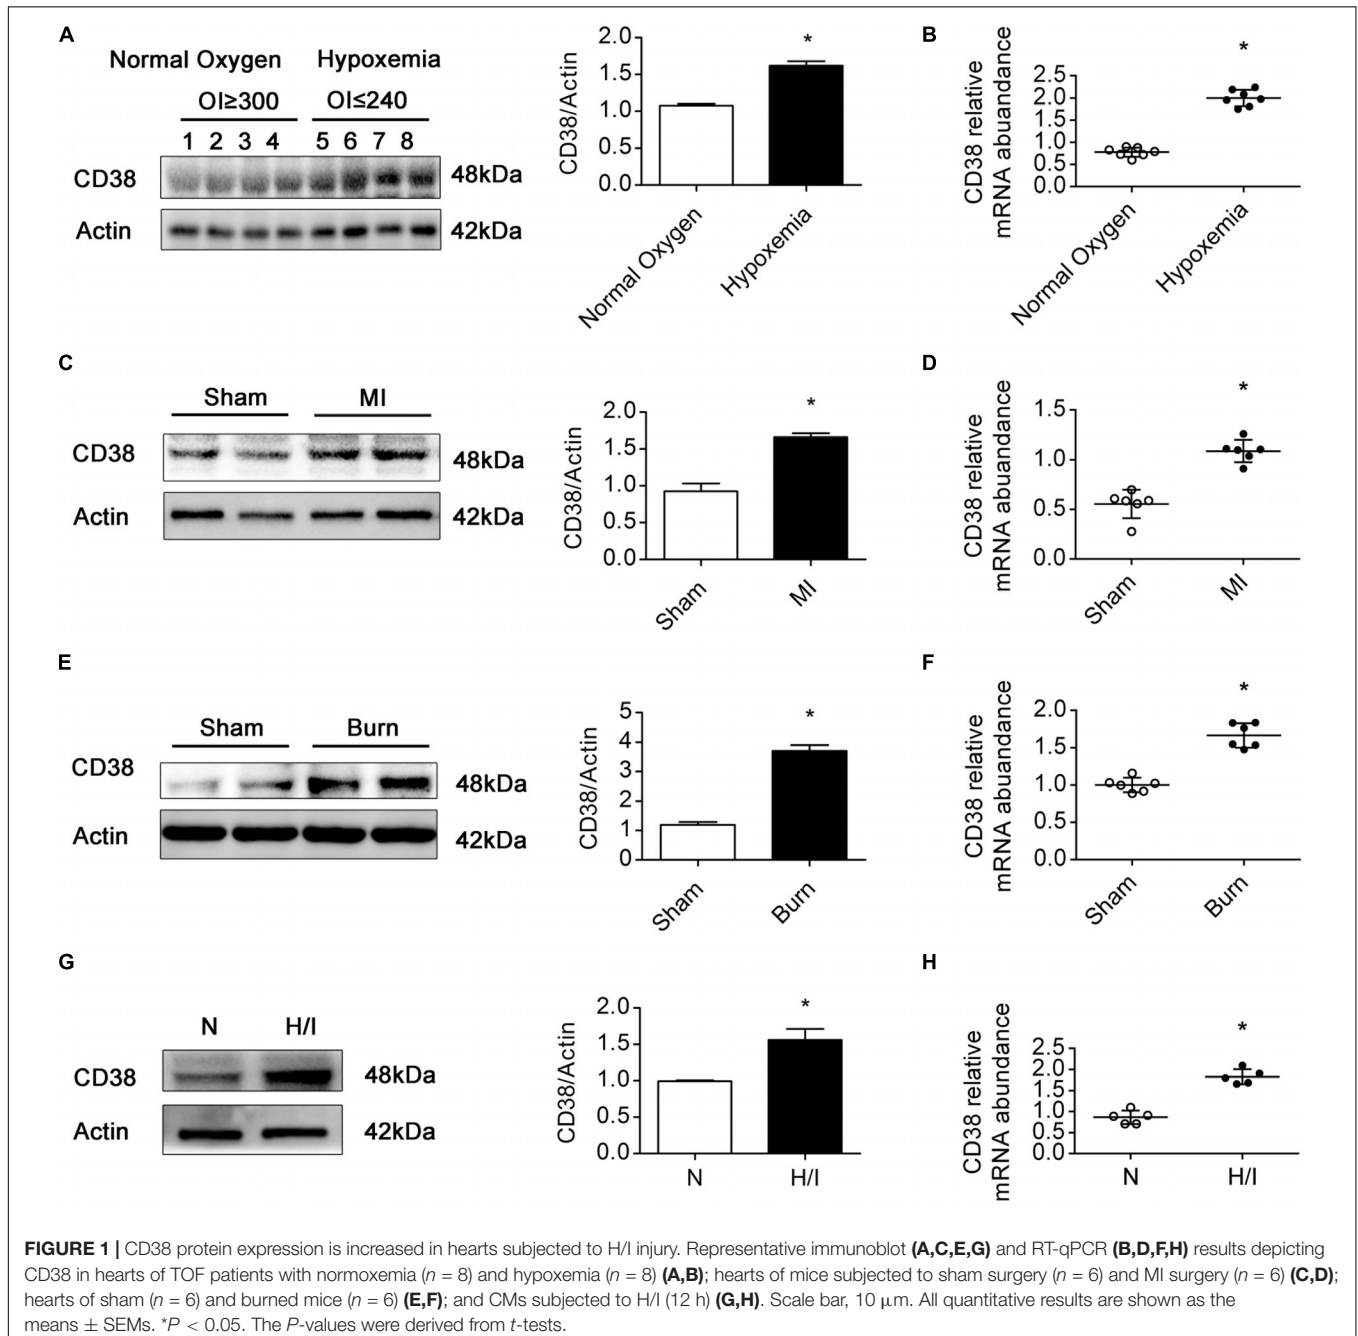 A
Normal Oxygen Hypoxemia
OI≥300 OI≤240
1 2 3 4 5 6 7 8
CD38 48kDa
Actin 42kDa
CD38/Actin
2.0
1.5
1.0
0.5
0.0
*
Normal Oxygen
Hypoxemia
B
CD38 relative
mRNA abuundance
2.5
2.0
1.5
1.0
0.5
0.0
*
Normal Oxygen
Hypoxemia
C
Sham MI
CD38 48kDa
Actin 42kDa
CD38/Actin
2.0
1.5
1.0
0.5
0.0
*
Sham
MI
D
CD38 relative
mRNA abundance
1.5
1.0
0.5
0.0
*
Sham
MI
E
Sham Burn
CD38 48kDa
Actin 42kDa
CD38/Actin
5
4
3
2
1
0
*
Sham
Burn
F
CD38 relative
mRNA abundance
2.0
1.5
1.0
0.5
0.0
*
Sham
Burn
G
N H/I
CD38 48kDa
Actin 42kDa
CD38/Actin
2.0
1.5
1.0
0.5
0.0
*
N H/I
H
CD38 relative
mRNA abundance
2.5
2.0
1.5
1.0
0.5
0.0
*
N H/I
FIGURE 1 | CD38 protein expression is increased in hearts subjected to H/I injury. Representative immunoblot (A,C,E,G) and RT-qPCR (B,D,F,H) results depicting
CD38 in hearts of TOF patients with normoxemia (n = 8) and hypoxemia (n = 8) (A,B); hearts of mice subjected to sham surgery (n = 6) and MI surgery (n = 6) (C,D);
hearts of sham (n = 6) and burned mice (n = 6) (E,F); and CMs subjected to H/I (12 h) (G,H). Scale bar, 10 μm. All quantitative results are shown as the
means ± SEMs. *P < 0.05. The P-values were derived from t-tests.